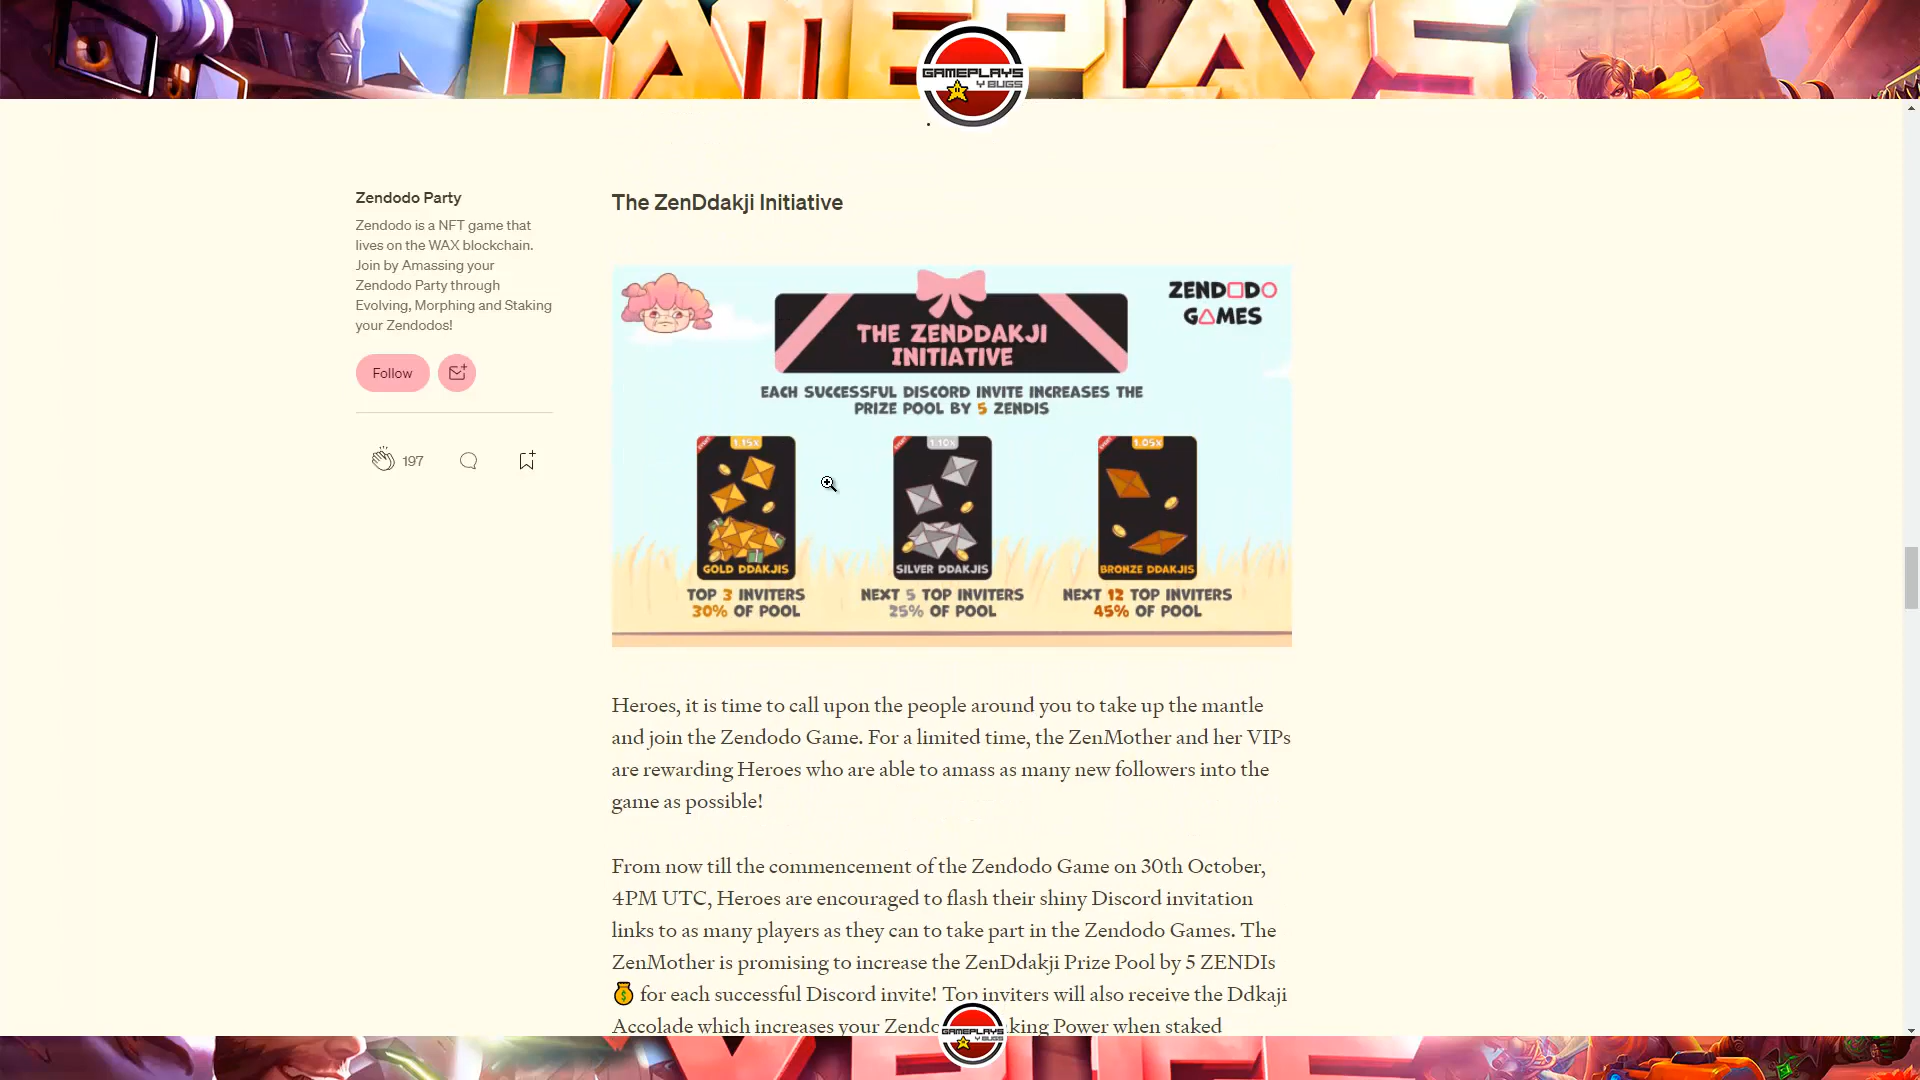 GAMEPLAYS
GAMEPLAYS
Y BUGS
Zendodo Party
Zendodo is a NFT game that
lives on the WAX blockchain.
Join by Amassing your
Zendodo Party through
Evolving, Morphing and Staking
your Zendodos!
Follow
197
The ZenDdakji Initiative
ZENDODO
GAMES
THE ZENDDAKJI
INITIATIVE
EACH SUCCESSFUL DISCORD INVITE INCREASES THE
PRIZE POOL BY 5 ZENDIS
1.15X
1.10X
1.05X
GOLD DDAKJIS
SILVER DDAKJIS
BRONZE DDAKJIS
TOP 3 INVITERS
30% OF POOL
NEXT 5 TOP INVITERS
25% OF POOL
NEXT 12 TOP INVITERS
45% OF POOL
Heroes, it is time to call upon the people around you to take up the mantle
and join the Zendodo Game. For a limited time, the ZenMother and her VIPs
are rewarding Heroes who are able to amass as many new followers into the
game as possible!
From now till the commencement of the Zendodo Game on 30th October,
4PM UTC, Heroes are encouraged to flash their shiny Discord invitation
links to as many players as they can to take part in the Zendodo Games. The
ZenMother is promising to increase the ZenDdakji Prize Pool by 5 ZENDIs
💰 for each successful Discord invite! Top inviters will also receive the Ddkaji
Accolade which increases your Zendo king Power when staked
GAMEPLAYS
Y BUGS